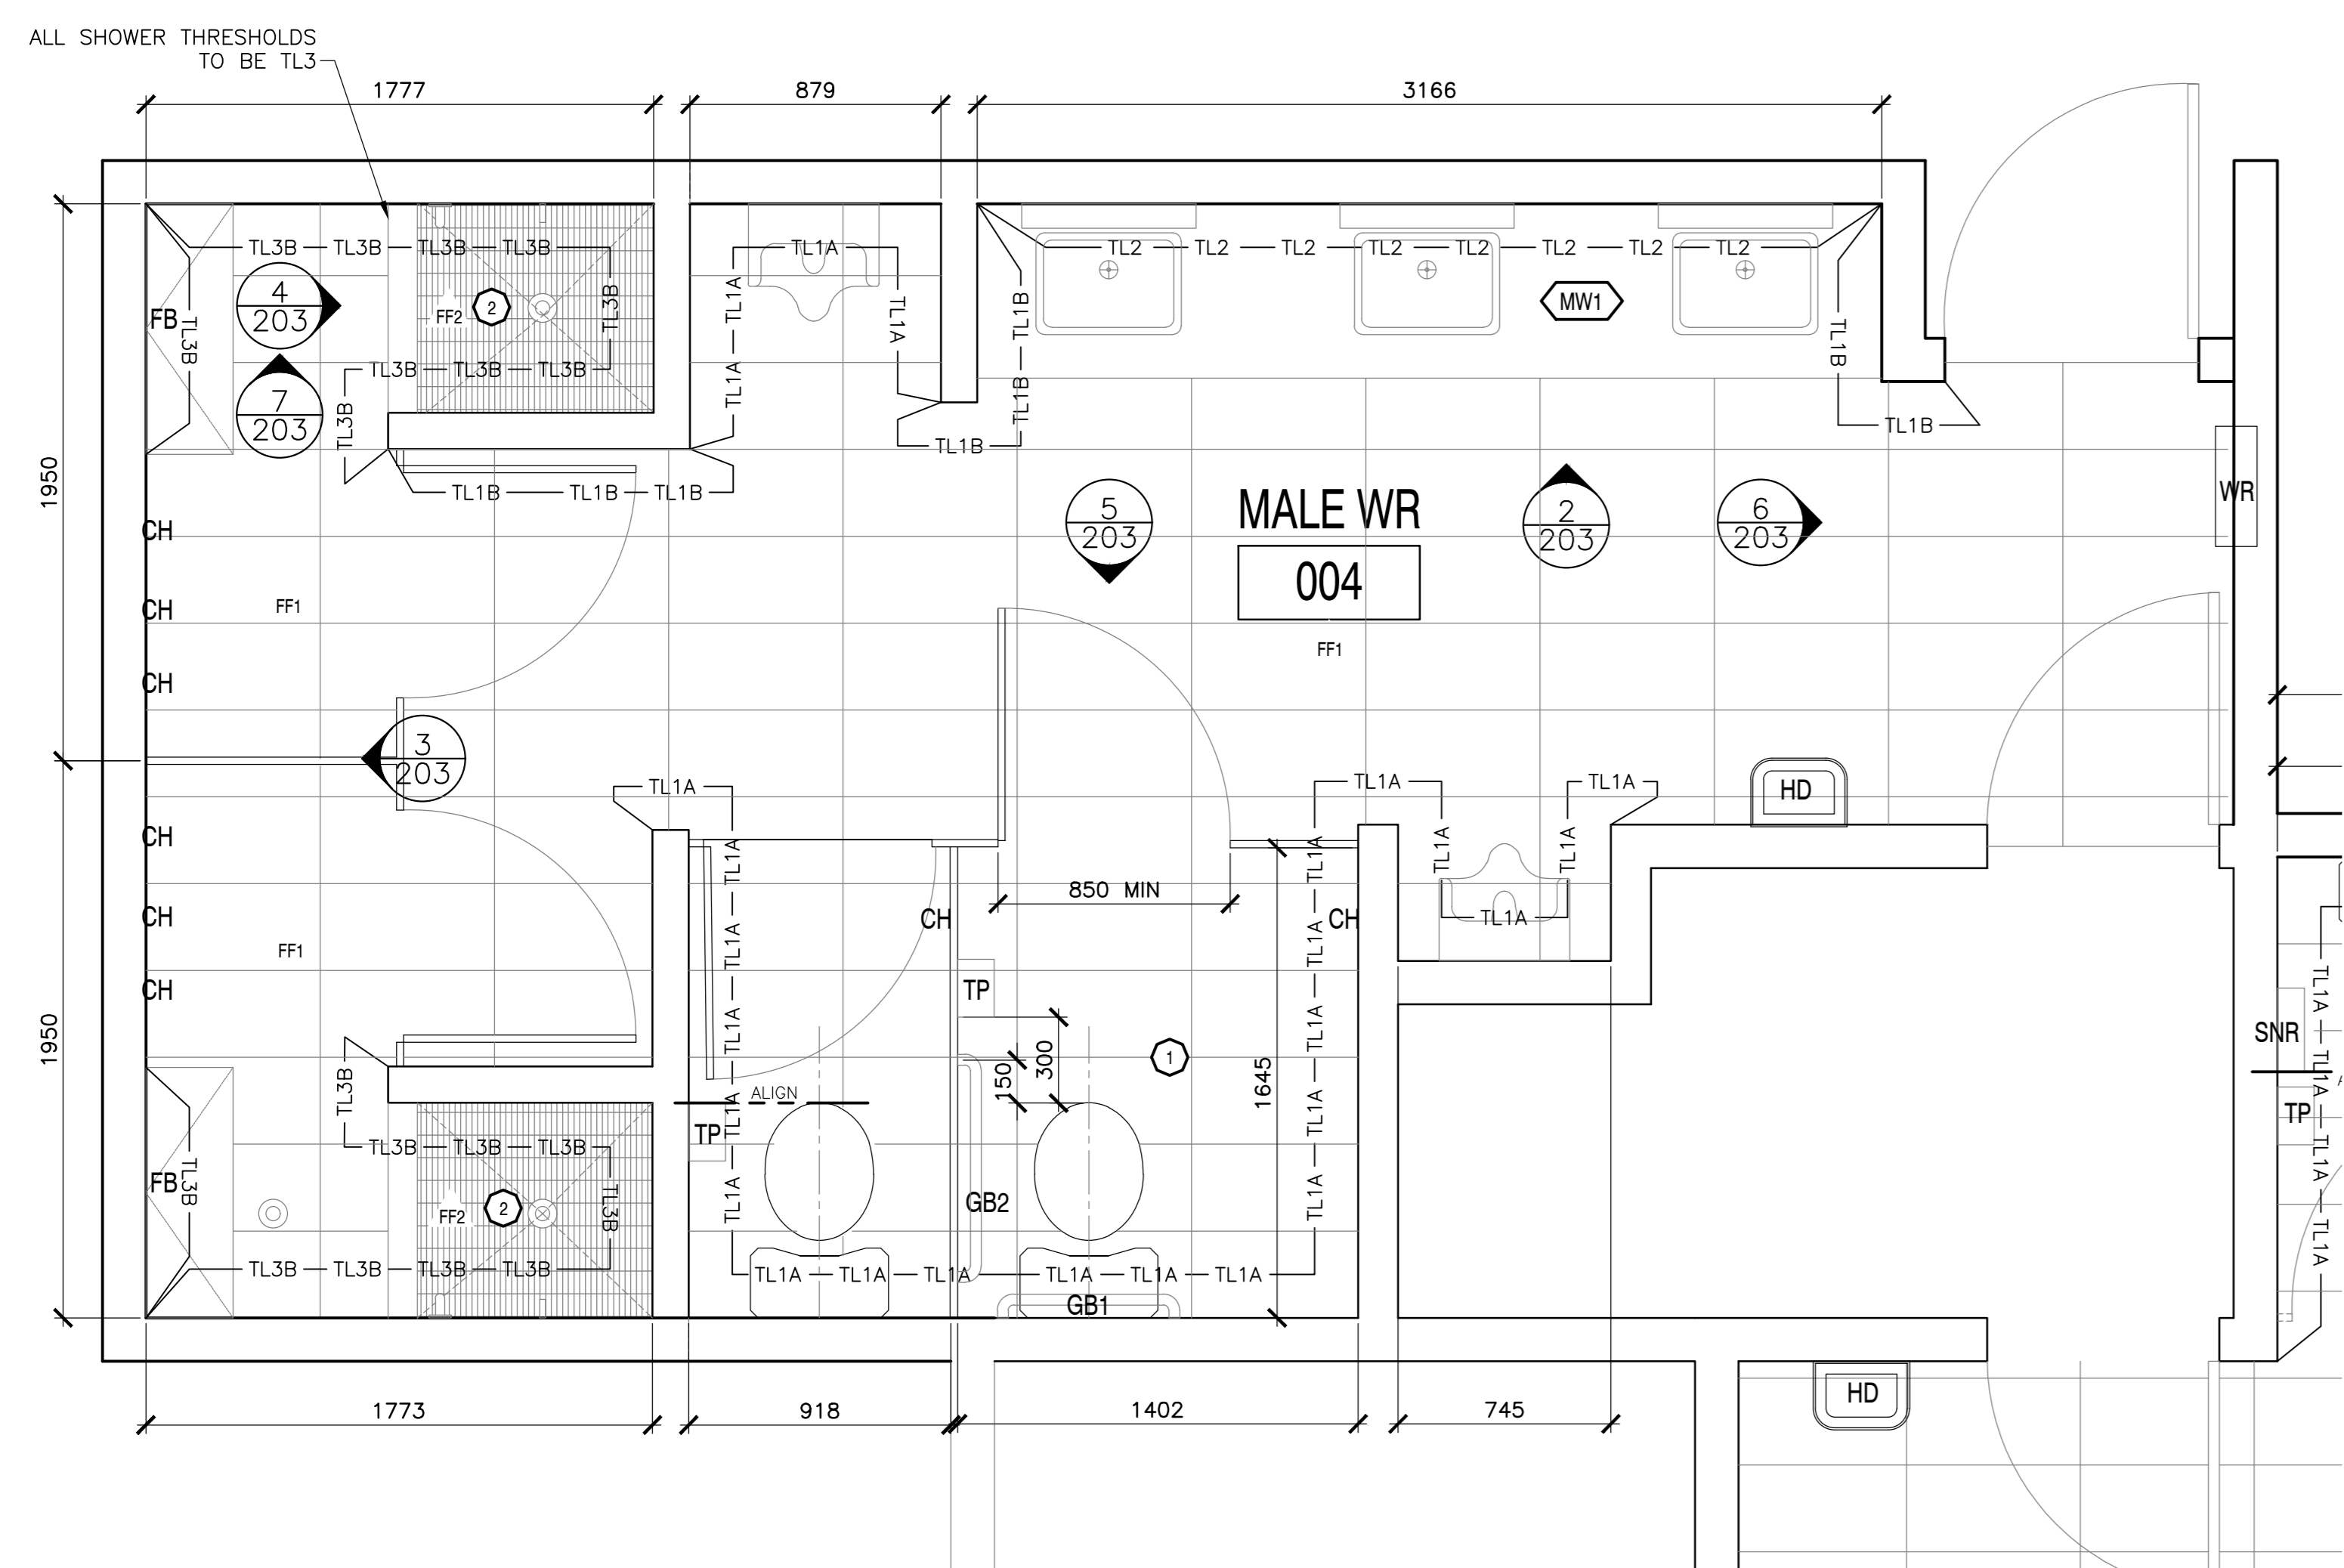 ALL SHOWER THRESHOLDS
TO BE TL3
1777
879
3166
TL3B TL3B TL3B TL3B
TL1A
TL2 TL2 TL2 TL2 TL2 TL2 TL2 TL2
4
203
FB
TL3B
FF2
2
TL3B
TL1A
TL1A
TL1B
MW1
TL1B
7
203
TL3B TL3B TL3B
TL3B
TL1A
TL1B
TL1B
TL1B
TL1B TL1B TL1B
1950
CH
5
203
MALE WR
004
2
203
6
203
WR
CH
FF1
FF1
CH
3
203
TL1A
TL1A
TL1A
HD
CH
TL1A
TL1A
TL1A
TL1A
850 MIN
CH
CH
CH
TL1A
TL1A
TL1A
FF1
CH
TP
TL1A
TL1A
TL1A
SNR
1950
150
300
1
1645
TL3B
ALIGN
TL1A
TL1A
TL1A
TP
TP
TL3B TL3B TL3B
TL1A
FB
TL3B
FF2
2
TL3B
TL1A
GB2
TL1A
TL1A
TL3B TL3B TL3B TL3B
TL1A TL1A TL1A TL1A TL1A TL1A
GB1
1773
918
1402
745
HD